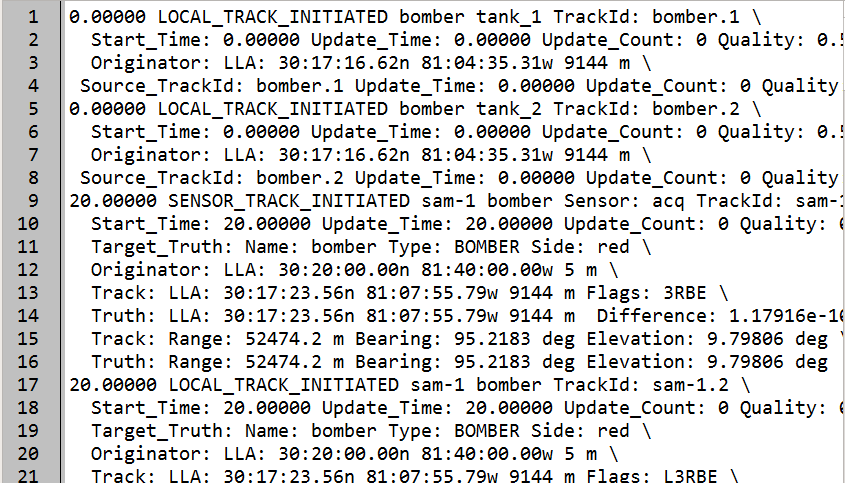 1 0.00000 LOCAL_TRACK_INITIATED bomber tank_1 TrackId: bomber.1 \
2 Start_Time: 0.00000 Update_Time: 0.00000 Update_Count: 0 Quality:
3 Originator: LLA: 30:17:16.62n 81:04:35.31w 9144 m \
4 Source_TrackId: bomber.1 Update_Time: 0.00000 Update_Count: 0 Quality
5 0.00000 LOCAL_TRACK_INITIATED bomber tank_2 TrackId: bomber.2 \
6 Start_Time: 0.00000 Update_Time: 0.00000 Update_Count: 0 Quality:
7 Originator: LLA: 30:17:16.62n 81:04:35.31w 9144 m \
8 Source_TrackId: bomber.2 Update_Time: 0.00000 Update_Count: 0 Quality
9 20.00000 SENSOR_TRACK_INITIATED sam-1 bomber Sensor: acq TrackId:
10 Start_Time: 20.00000 Update_Time: 20.00000 Update_Count: 0 Quality:
11 Target_Truth: Name: bomber Type: BOMBER Side: red \
12 Originator: LLA: 30:20:00.00n 81:40:00.00w 5 m \
13 Track: LLA: 30:17:23.56n 81:07:55.79w 9144 m Flags: 3RBE \
14 Truth: LLA: 30:17:23.56n 81:07:55.79w 9144 m Difference:
15 Track: Range: 52474.2 m Bearing: 95.2183 deg Elevation: 9.79806 deg
16 Truth: Range: 52474.2 m Bearing: 95.2183 deg Elevation: 9.79806 deg
17 20.00000 LOCAL_TRACK_INITIATED sam-1 bomber TrackId: sam-1.2 \
18 Start_Time: 20.00000 Update_Time: 20.00000 Update_Count: 0 Quality:
19 Target_Truth: Name: bomber Type: BOMBER Side: red \
20 Originator: LLA: 30:20:00.00n 81:40:00.00w 5 m \
21 Track: LLA: 30:17:23.56n 81:07:55.79w 9144 m Flags: L3RBE \